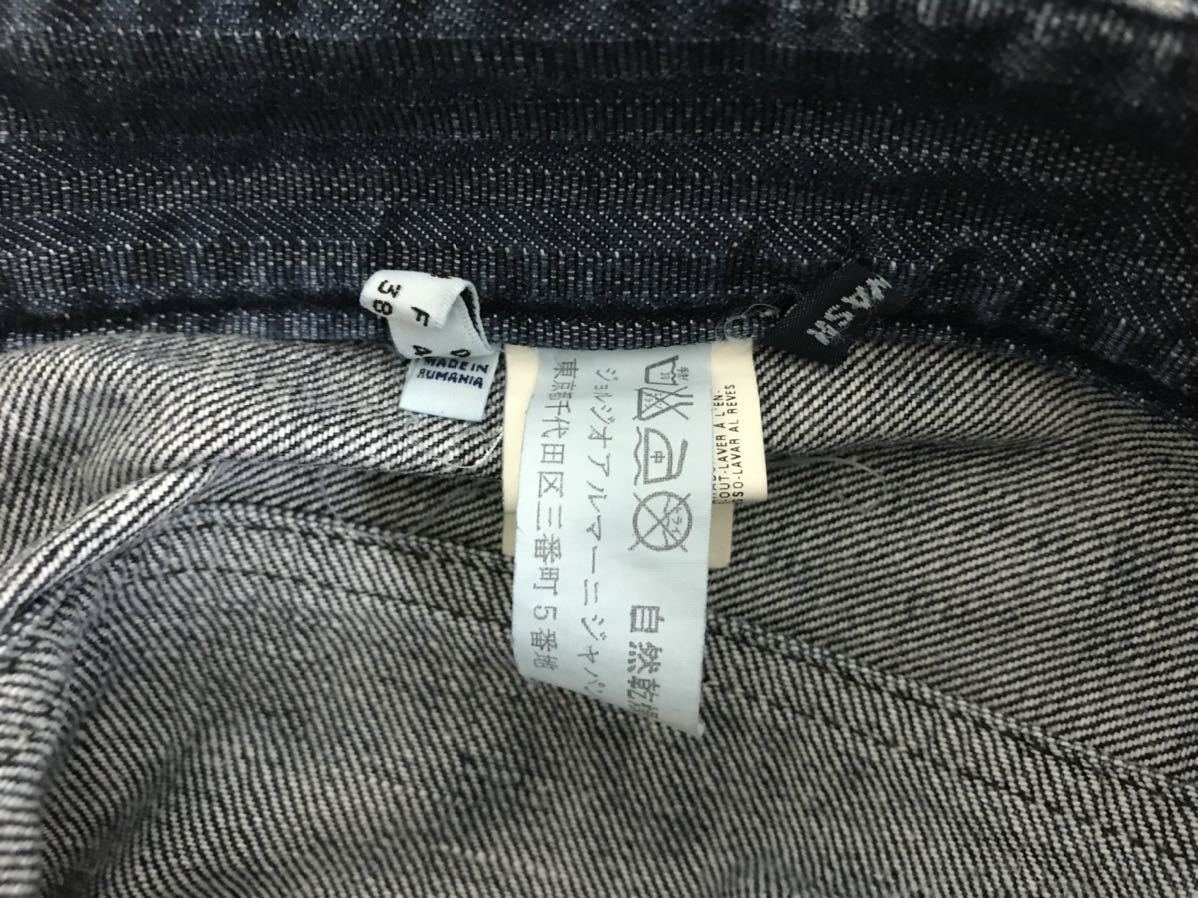 38
F
MADE IN
RUMANIA
WASH
OUT-LAVER À L'EN-
SSO-LAVAR AL REVES
自然乾燥
ジョルジオアルマーニジャパン
東京都千代田区三番町5番地